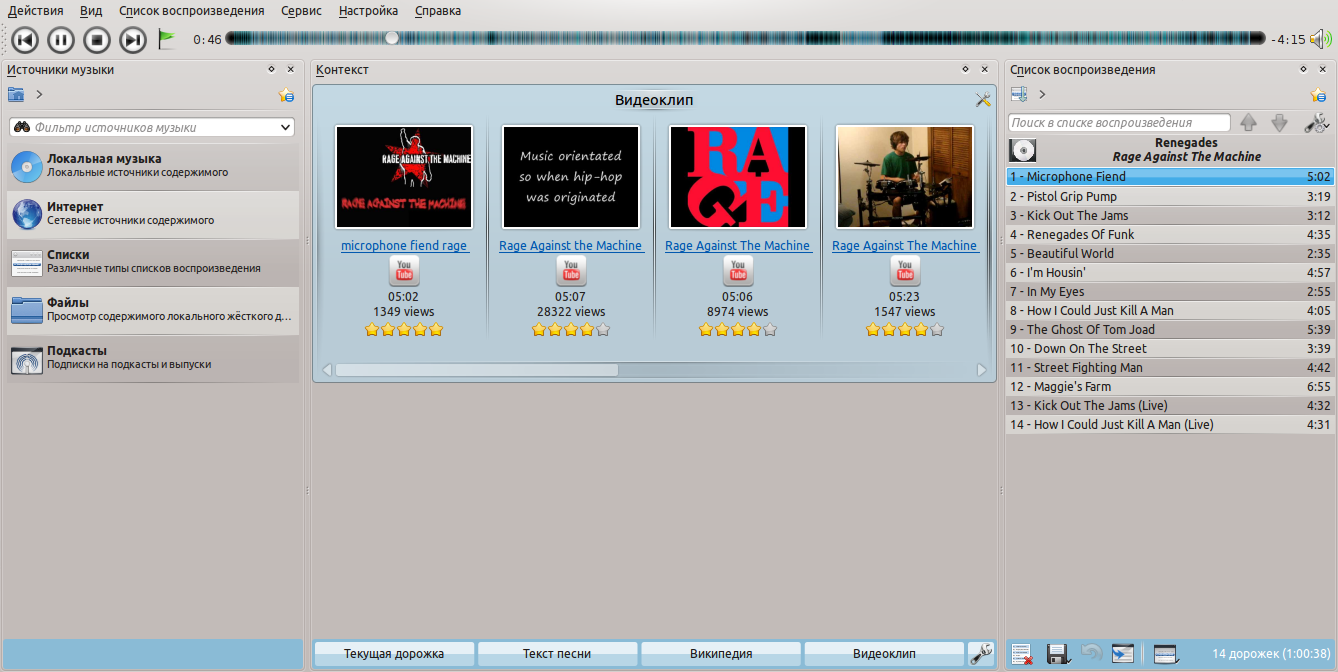 Действия Вид Список воспроизведения Сервис Настройка Справка
0:46 -4:15
Источники музыки
Фильтр источников музыки
Локальная музыка
Локальные источники содержимого
Интернет
Сетевые источники содержимого
Списки
Различные типы списков воспроизведения
Файлы
Просмотр содержимого локального жёсткого д...
Подкасты
Подписки на подкасты и выпуски
Контекст
Видеоклип
RAGE AGAINST THE MACHINE
RAGE AGAINST THE MACHINE
microphone fiend rage
You Tube
05:02
1349 views
Music orientated
so when hip-hop
was originated
Rage Against the Machine
You Tube
05:07
28322 views
RA
GE
Rage Against The Machine
You Tube
05:06
8974 views
Rage Against The Machine
You Tube
05:23
1547 views
Текущая дорожка Текст песни Википедия Видеоклип
Список воспроизведения
Поиск в списке воспроизведения
Renegades
Rage Against The Machine
1 - Microphone Fiend 5:02
2 - Pistol Grip Pump 3:19
3 - Kick Out The Jams 3:12
4 - Renegades Of Funk 4:35
5 - Beautiful World 2:35
6 - I'm Housin' 4:57
7 - In My Eyes 2:55
8 - How I Could Just Kill A Man 4:05
9 - The Ghost Of Tom Joad 5:39
10 - Down On The Street 3:39
11 - Street Fighting Man 4:42
12 - Maggie's Farm 6:55
13 - Kick Out The Jams (Live) 4:32
14 - How I Could Just Kill A Man (Live) 4:31
14 дорожек (1:00:38)